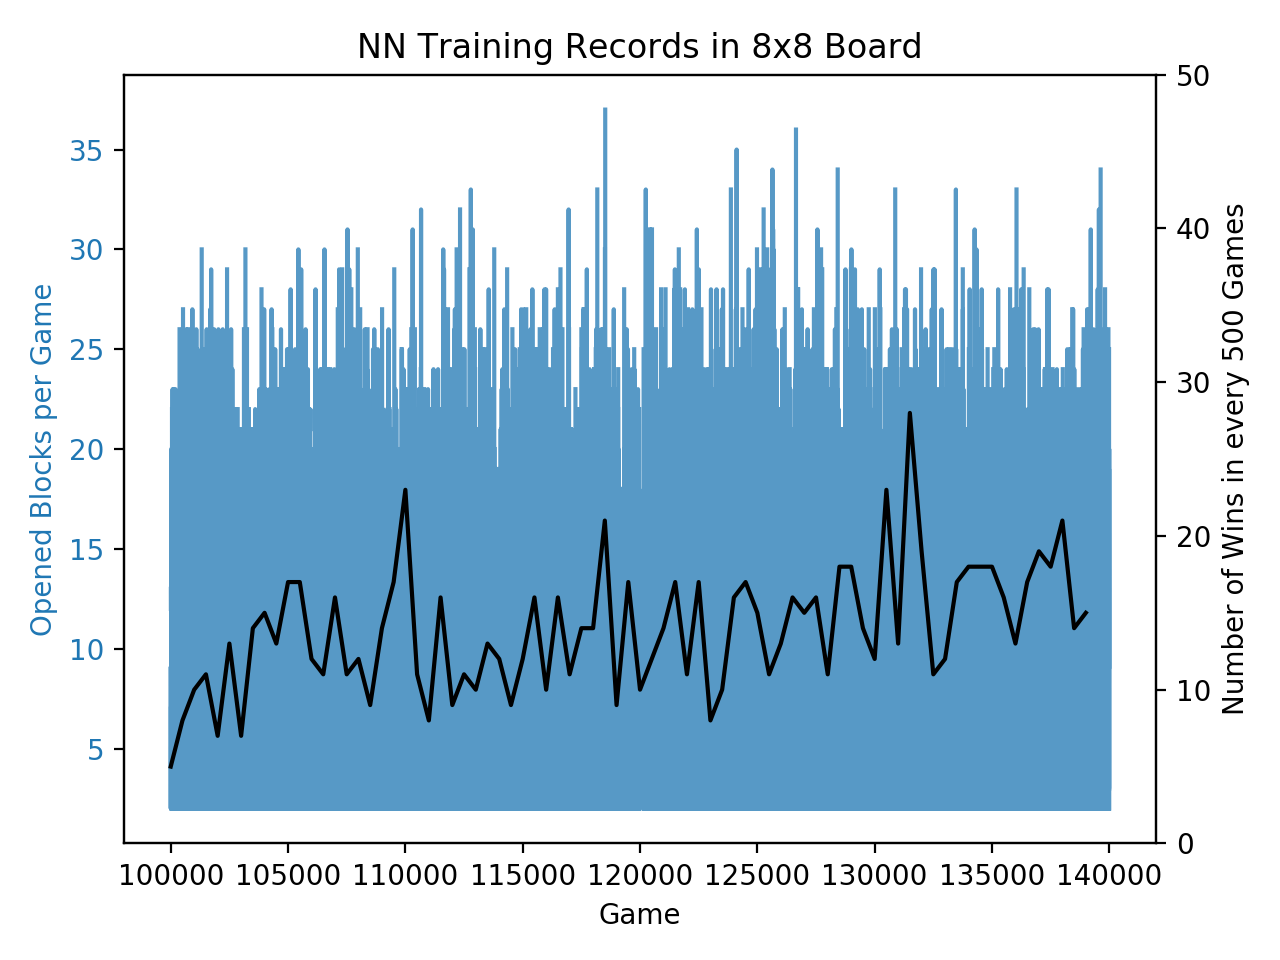 NN Training Records in 8x8 Board
Opened Blocks per Game
35
30
25
20
15
10
5
50
40
30
20
10
0
Number of Wins in every 500 Games
100000 105000 110000 115000 120000 125000 130000 135000 140000
Game